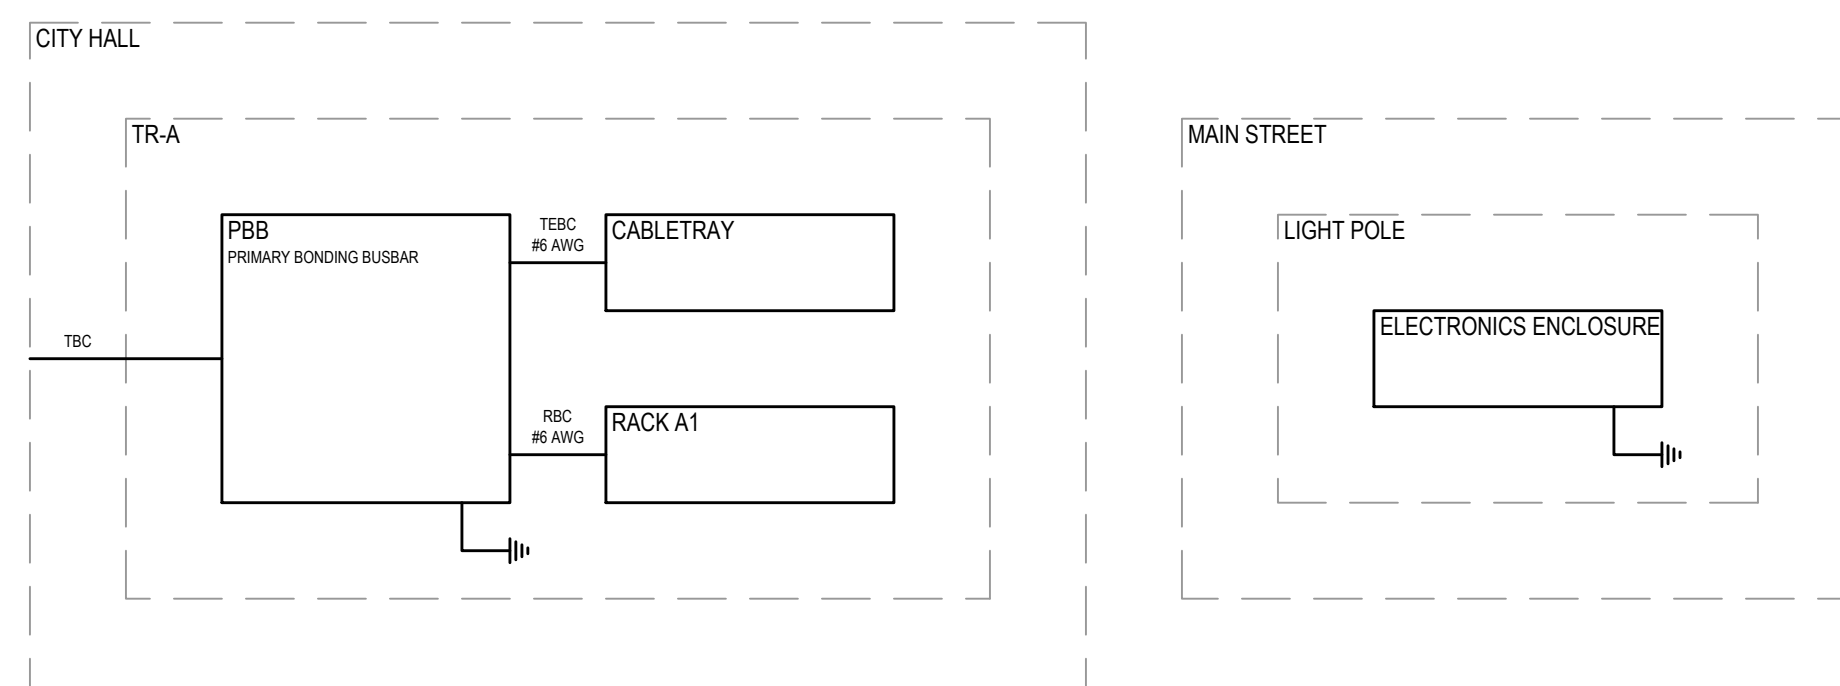 CITY HALL
TR-A
MAIN STREET
PBB
PRIMARY BONDING BUSBAR
TEBC
#6 AWG
CABLETRAY
LIGHT POLE
ELECTRONICS ENCLOSURE
TBC
RBC
#6 AWG
RACK A1